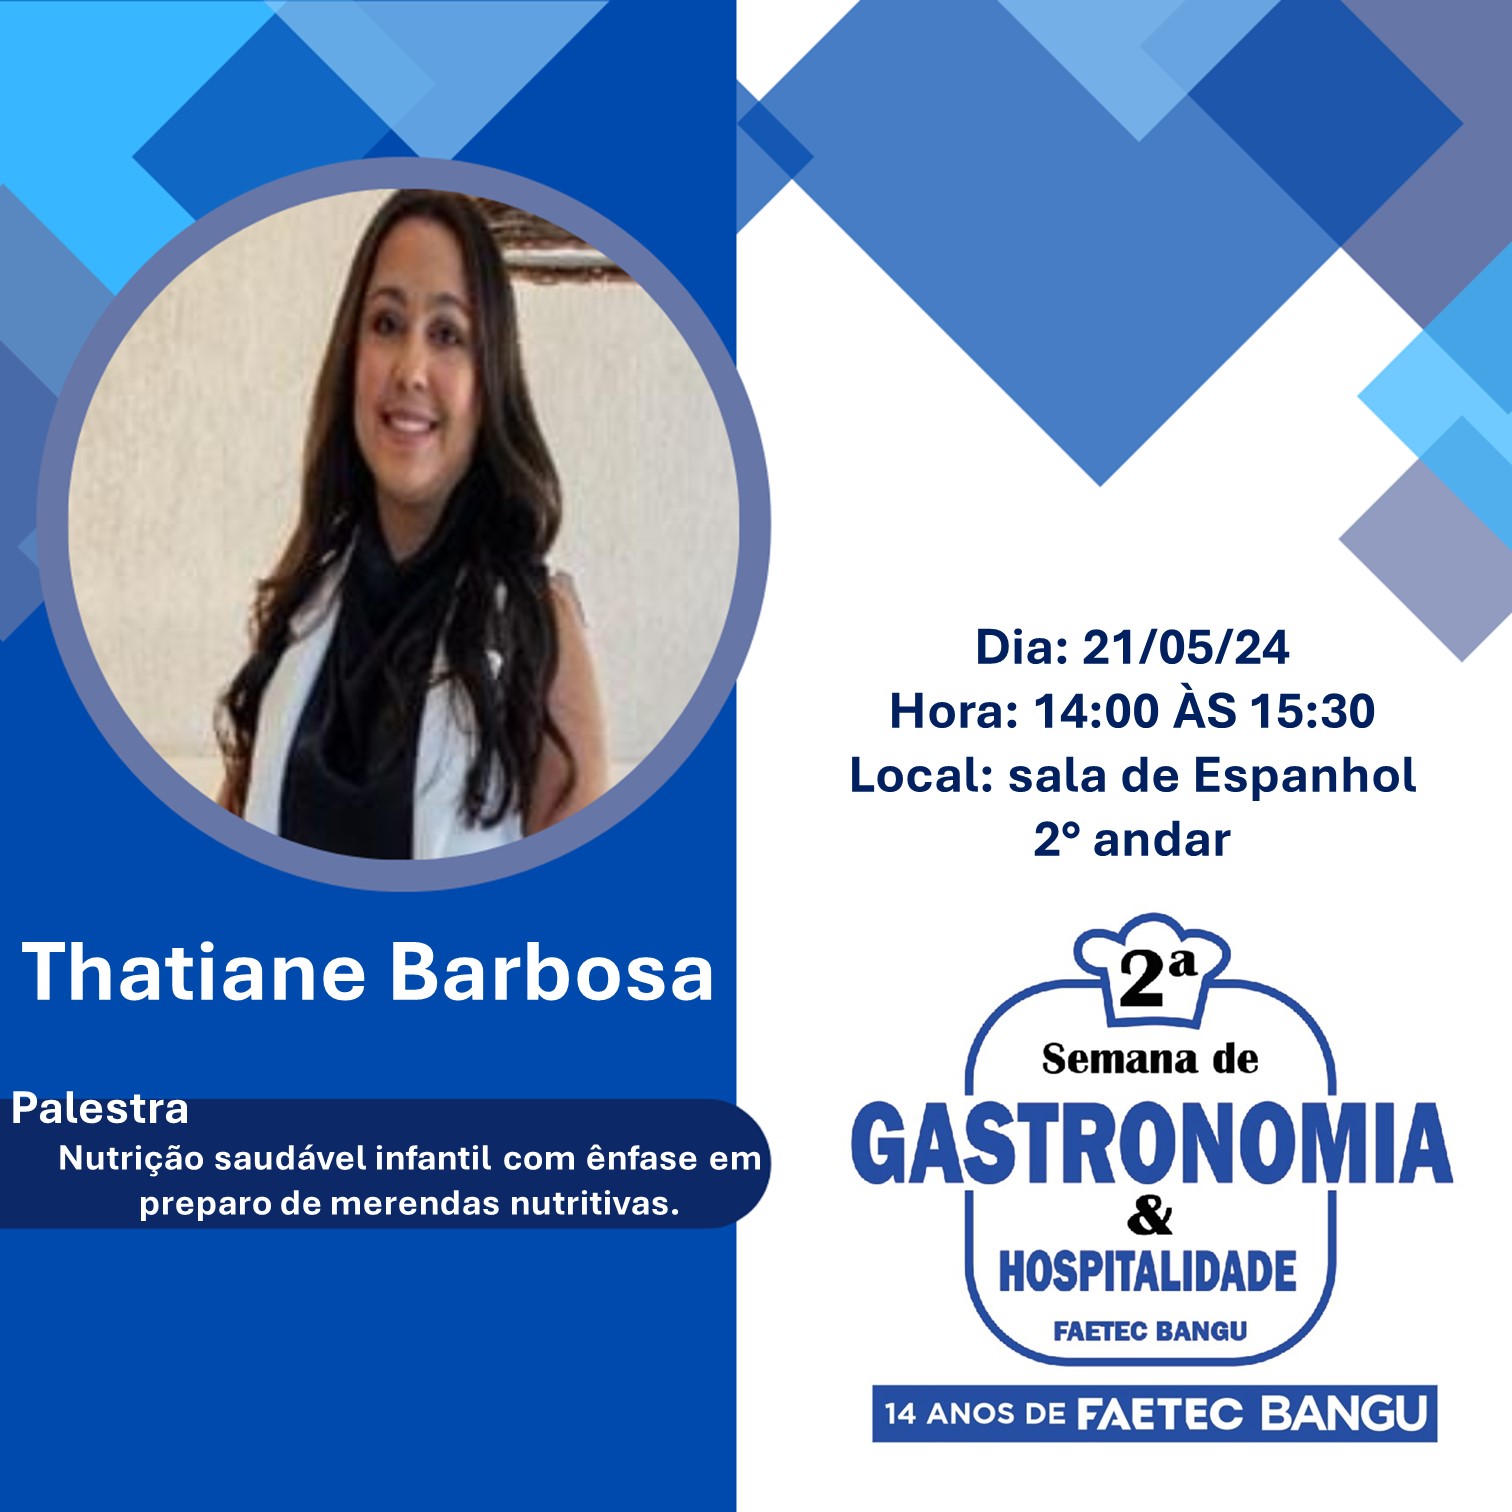 Thatiane Barbosa
Palestra
Nutrição saudável infantil com ênfase em
preparo de merendas nutritivas.
Dia: 21/05/24
Hora: 14:00 ÀS 15:30
Local: sala de Espanhol
2° andar
2ª
Semana de
GASTRONOMIA
&
HOSPITALIDADE
FAETEC BANGU
14 ANOS DE FAETEC BANGU